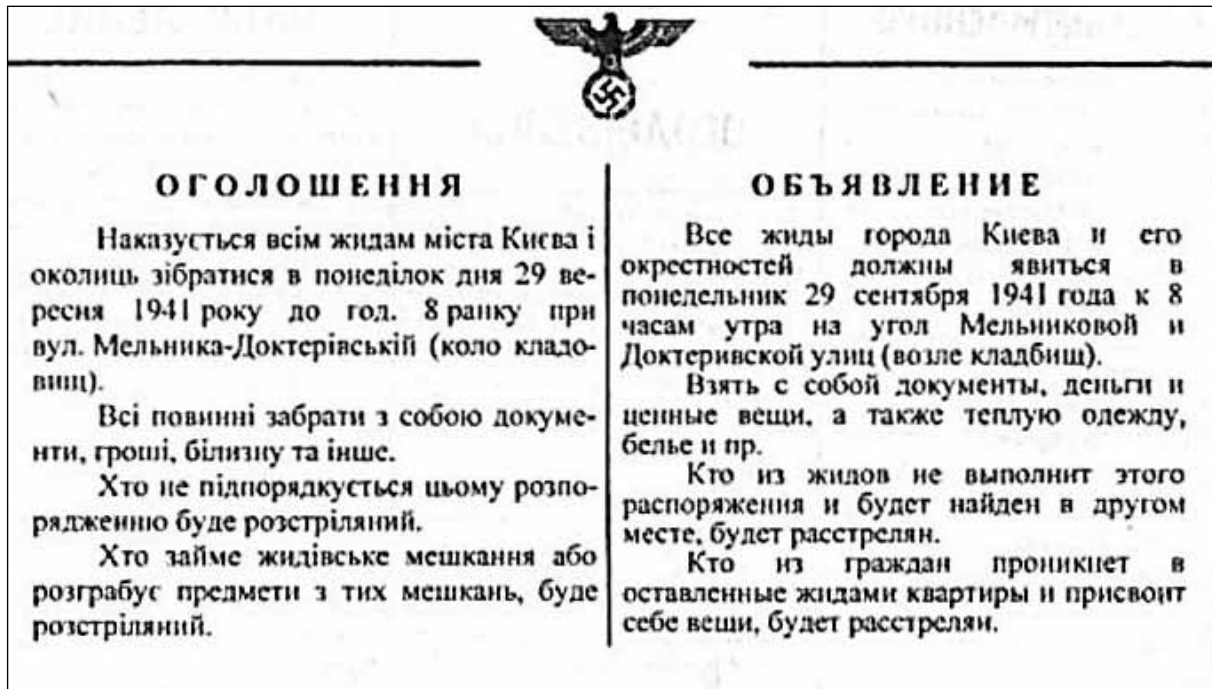 ОГОЛОШЕННЯ
Наказується всім жидам міста Києва і
околиць зібратися в понеділок дня 29 ве-
ресня 1941 року до год. 8 ранку при
вул. Мельника-Доктерівській (коло кладо-
вищ).
Всі повинні забрати з собою докуме-
нти, гроші, білизну та інше.
Хто не підпорядкується цьому розпо-
рядженню буде розстріляний.
Хто займе жидівське мешкання або
розграбує предмети з тих мешкань, буде
розстріляний.
ОБЪЯВЛЕНИЕ
Все жиды города Киева и его
окрестностей должны явиться в
понедельник 29 сентября 1941 года к 8
часам утра на угол Мельниковой и
Доктеривской улиц (возле кладбищ).
Взять с собой документы, деньги и
ценные вещи, а также теплую одежду,
белье и пр.
Кто из жидов не выполнит этого
распоряжения и будет найден в другом
месте, будет расстрелян.
Кто из граждан проникнет в
оставленные жидами квартиры и присвоит
себе вещи, будет расстрелян.